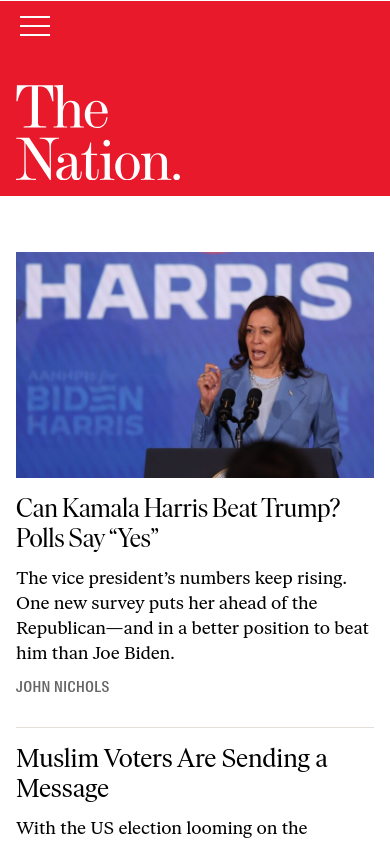 The
Nation.
HARRIS
AANHPI for
BIDEN
HARRIS
Can Kamala Harris Beat Trump?
Polls Say “Yes”
The vice president’s numbers keep rising.
One new survey puts her ahead of the
Republican—and in a better position to beat
him than Joe Biden.
JOHN NICHOLS
Muslim Voters Are Sending a
Message
With the US election looming on the